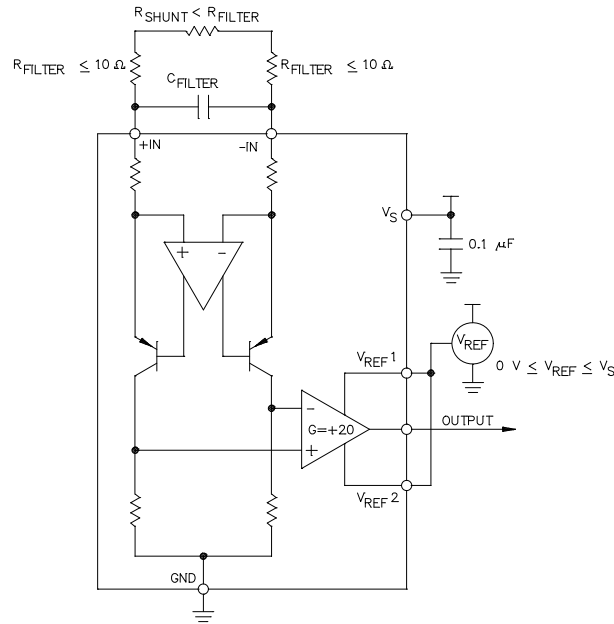 R_SHUNT < R_FILTER
R_FILTER ≤ 10 Ω
R_FILTER ≤ 10 Ω
C_FILTER
+IN
-IN
V_S
0.1 μF
+
-
V_REF
V_REF 1
0 V ≤ V_REF ≤ V_S
-
G=+20
OUTPUT
+
V_REF 2
GND